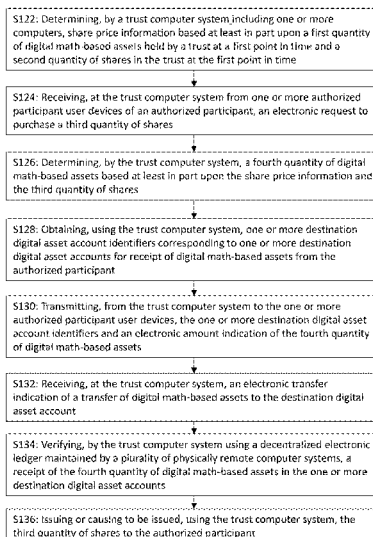 S122: Determining, by a trust computer system including one or more
computers, share price information based at least in part upon a first quantity
of digital math-based assets held by a trust at a first point in time and a
second quantity of shares in the trust at the first point in time
S124: Receiving, at the trust computer system from one or more authorized
participant user devices of an authorized participant, an electronic request to
purchase a third quantity of shares
S126: Determining, by the trust computer system, a fourth quantity of digital
math-based assets based at least in part upon the share price information and
the third quantity of shares
S128: Obtaining, using the trust computer system, one or more destination
digital asset account identifiers corresponding to one or more destination
digital asset accounts for receipt of digital math-based assets from the
authorized participant
S130: Transmitting, from the trust computer system to the one or more
authorized participant user devices, the one or more destination digital asset
account identifiers and an electronic amount indication of the fourth quantity
of digital math-based assets
S132: Receiving, at the trust computer system, an electronic transfer
indication of a transfer of digital math-based assets to the destination digital
asset account
S134: Verifying, by the trust computer system using a decentralized electronic
ledger maintained by a plurality of physically remote computer systems, a
receipt of the fourth quantity of digital math-based assets in the one or more
destination digital asset accounts
S136: Issuing or causing to be issued, using the trust computer system, the
third quantity of shares to the authorized participant